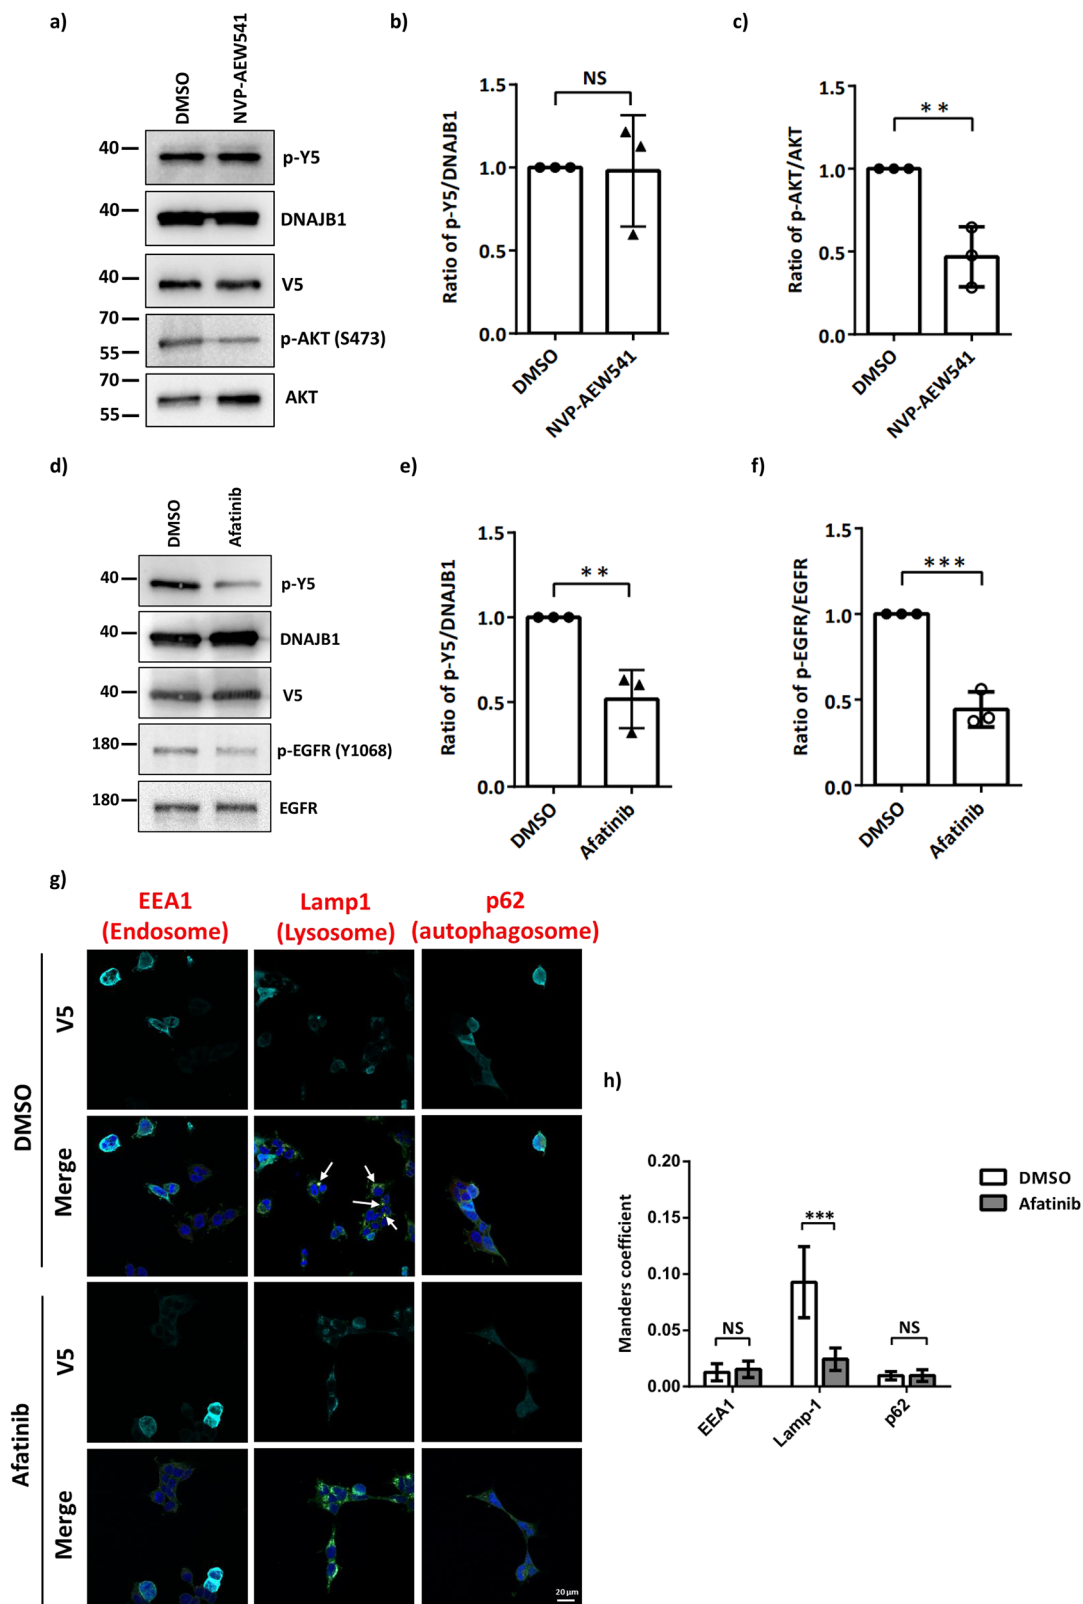 a)
DMSO
NVP-AEW541
40
p-Y5
40
DNAJB1
40
V5
70
55
p-AKT (S473)
70
55
AKT
b)
Ratio of p-Y5/DNAJB1
1.5
1.0
0.5
0.0
NS
DMSO
NVP-AEW541
c)
Ratio of p-AKT/AKT
1.5
1.0
0.5
0.0
**
DMSO
NVP-AEW541
d)
DMSO
Afatinib
40
p-Y5
40
DNAJB1
40
V5
180
p-EGFR (Y1068)
180
EGFR
e)
Ratio of p-Y5/DNAJB1
1.5
1.0
0.5
0.0
**
DMSO
Afatinib
f)
Ratio of p-EGFR/EGFR
1.5
1.0
0.5
0.0
***
DMSO
Afatinib
g)
EEA1
(Endosome)
Lamp1
(Lysosome)
p62
(autophagosome)
DMSO
V5
Merge
Afatinib
V5
Merge
20 µm
h)
Manders coefficient
0.20
0.15
0.10
0.05
0.00
NS
***
NS
EEA1
Lamp-1
p62
DMSO
Afatinib